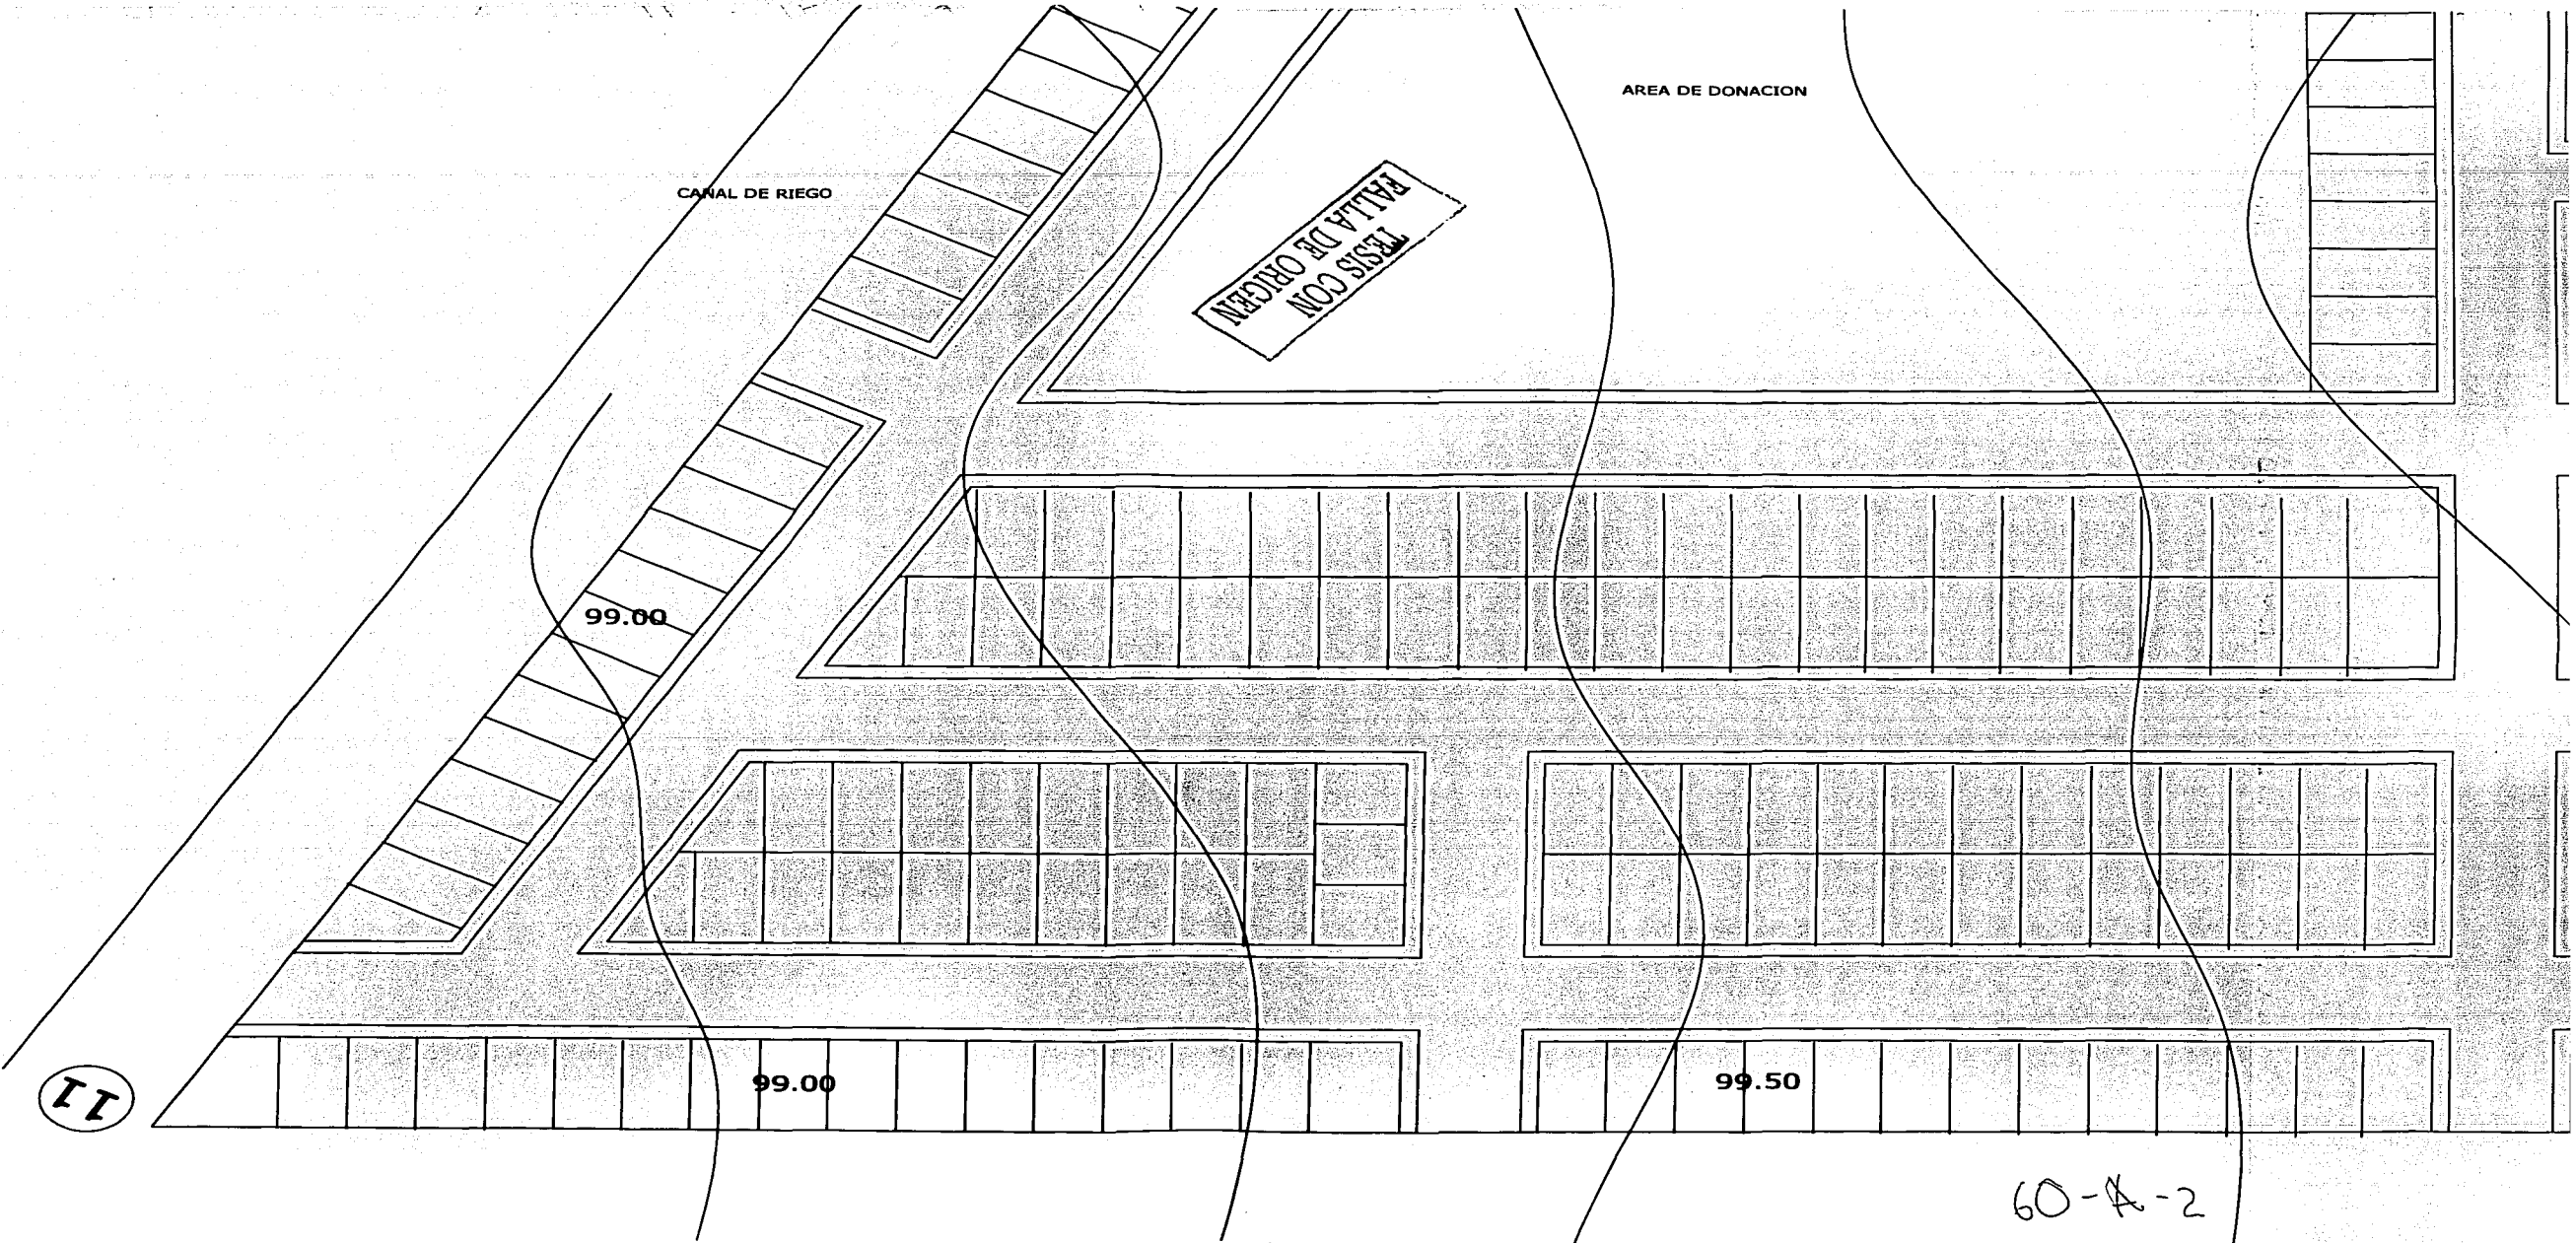 AREA DE DONACION
CANAL DE RIEGO
TESIS CON
FALLA DE ORIGEN
99.00
99.00
99.50
11
60-A-2